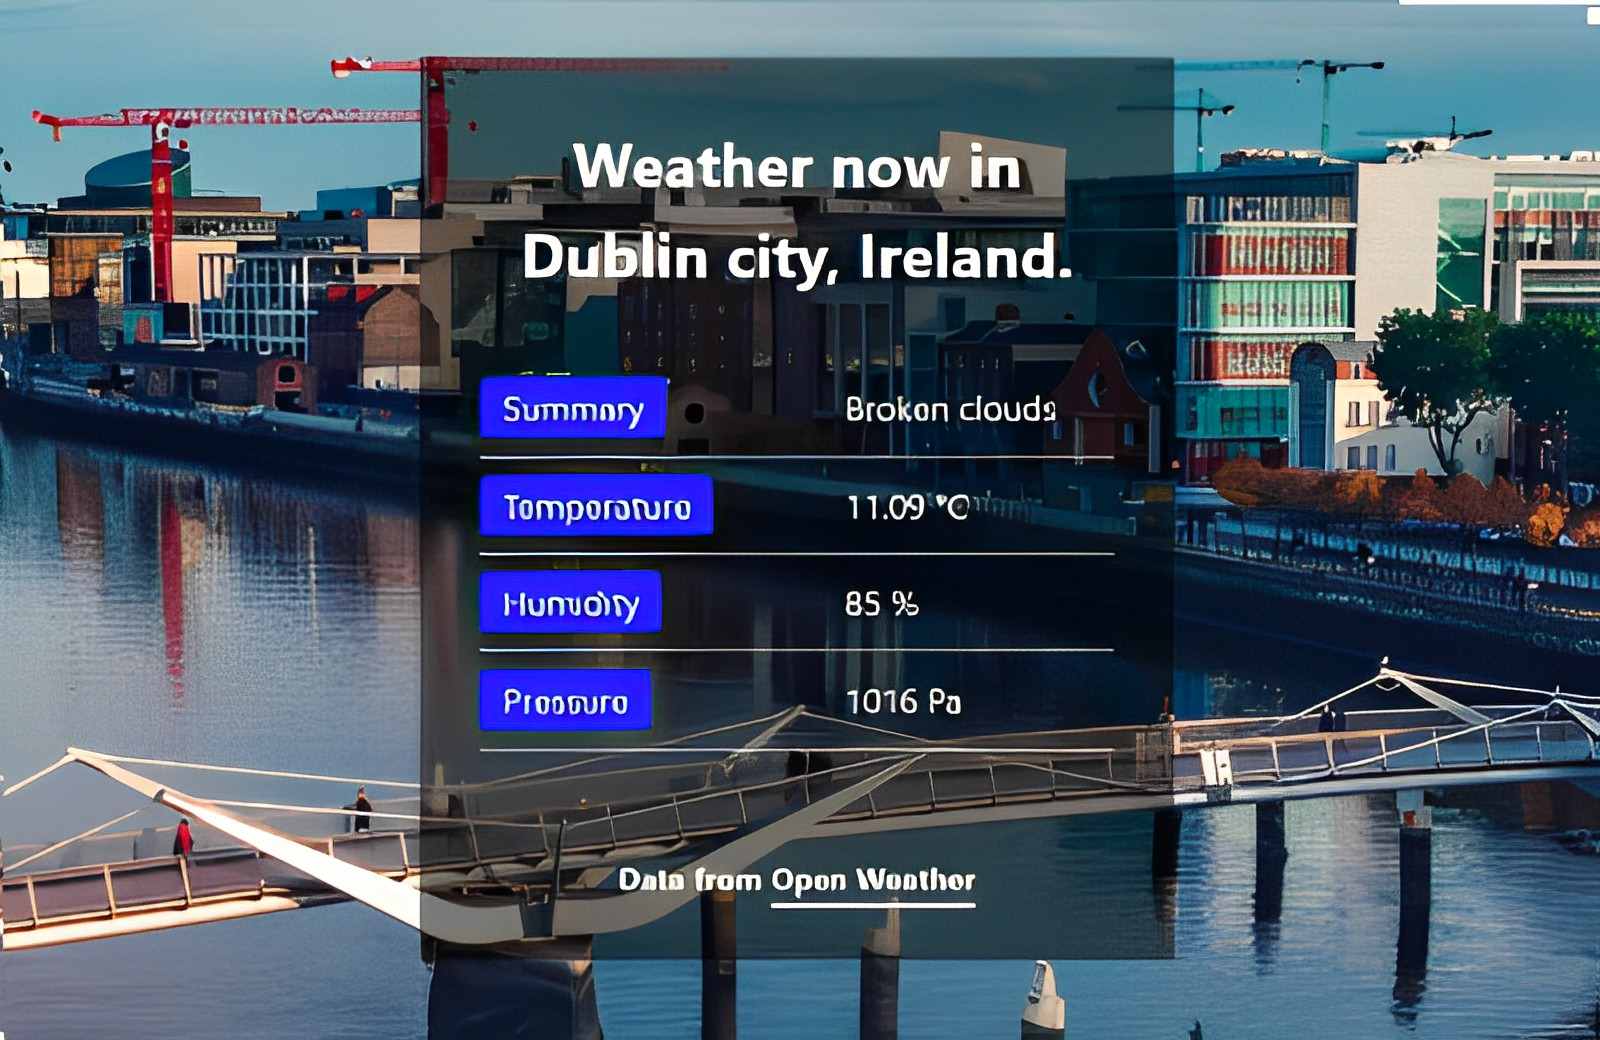 Weather now in
Dublin city, Ireland.
Summary Broken clouds
Temperature 11.09 °C
Humidity 85 %
Pressure 1016 Pa
Data from Open Weather